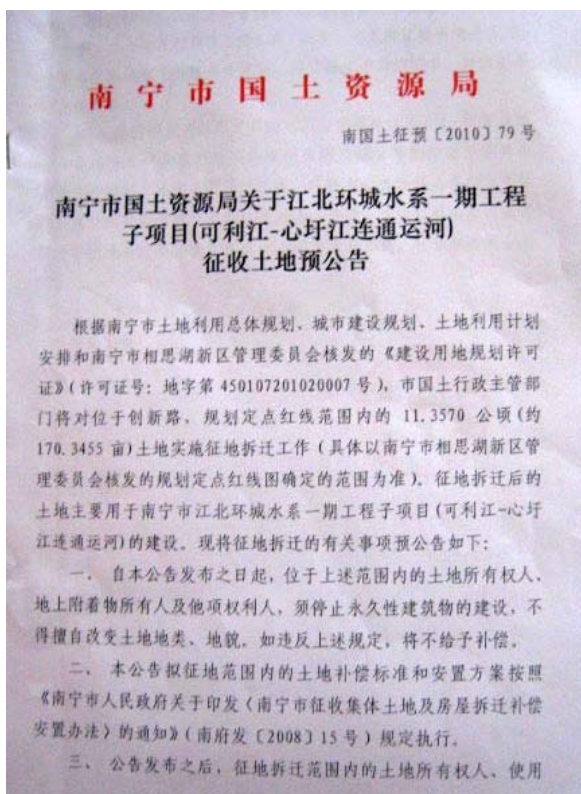 南宁市国土资源局
南国土征预〔2010〕79号
南宁市国土资源局关于江北环城水系一期工程
子项目(可利江-心圩江连通运河)
征收土地预公告
根据南宁市土地利用总体规划、城市建设规划、土地利用计划
安排和南宁市相思湖新区管理委员会核发的《建设用地规划许可
证》(许可证号：地字第450107201020007号)，市国土行政主管部
门将对位于创新路，规划定点红线范围内的 11.3570 公顷(约
170.3455 亩)土地实施征地拆迁工作(具体以南宁市相思湖新区管
理委员会核发的规划定点红线图确定的范围为准)，征地拆迁后的
土地主要用于南宁市江北环城水系一期工程子项目(可利江-心圩
江连通运河)的建设。现将征地拆迁的有关事项预公告如下：
一、自本公告发布之日起，位于上述范围内的土地所有权人、
地上附着物所有人及他项权利人，须停止永久性建筑物的建设，不
得擅自改变土地地类、地貌。如违反上述规定，将不给予补偿。
二、本公告拟征地范围内的土地补偿标准和安置方案按照
《南宁市人民政府关于印发〈南宁市征收集体土地及房屋拆迁补偿
安置办法〉的通知》(南府发〔2008〕15号)规定执行。
三、公告发布之后，征地拆迁范围内的土地所有权人、使用